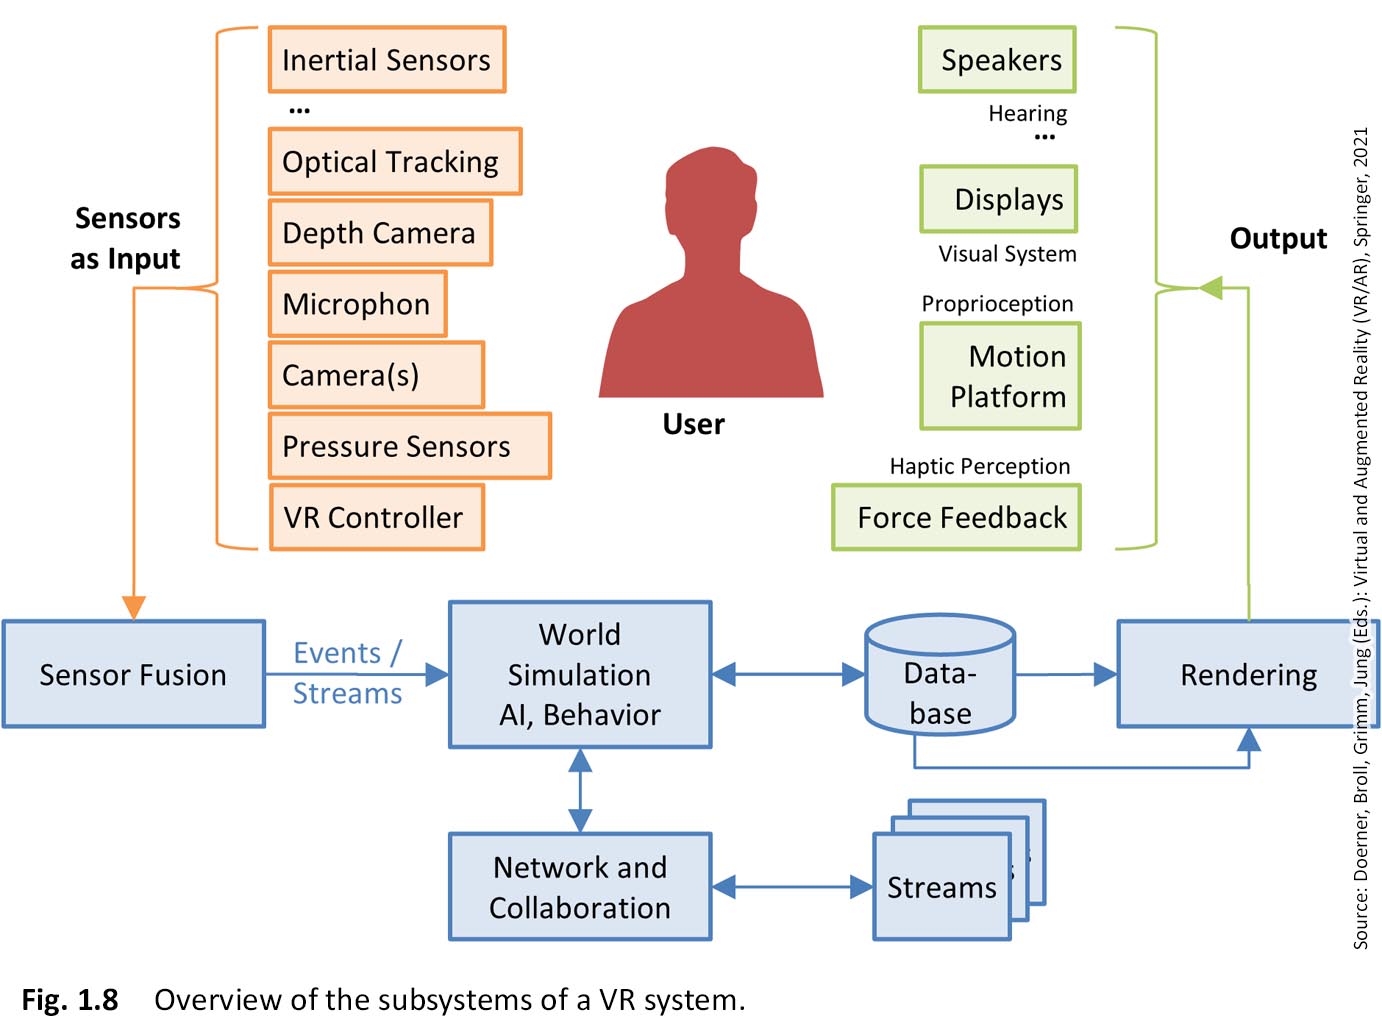 Inertial Sensors
...
Optical Tracking
Depth Camera
Microphon
Camera(s)
Pressure Sensors
VR Controller
Sensors
as Input
User
Speakers
Hearing
...
Displays
Visual System
Proprioception
Motion
Platform
Haptic Perception
Force Feedback
Output
Sensor Fusion
Events /
Streams
World
Simulation
AI, Behavior
Data-
base
Rendering
Network and
Collaboration
Streams
Source: Doerner, Broll, Grimm, Jung (Eds.): Virtual and Augmented Reality (VR/AR), Springer, 2021
Fig. 1.8 Overview of the subsystems of a VR system.